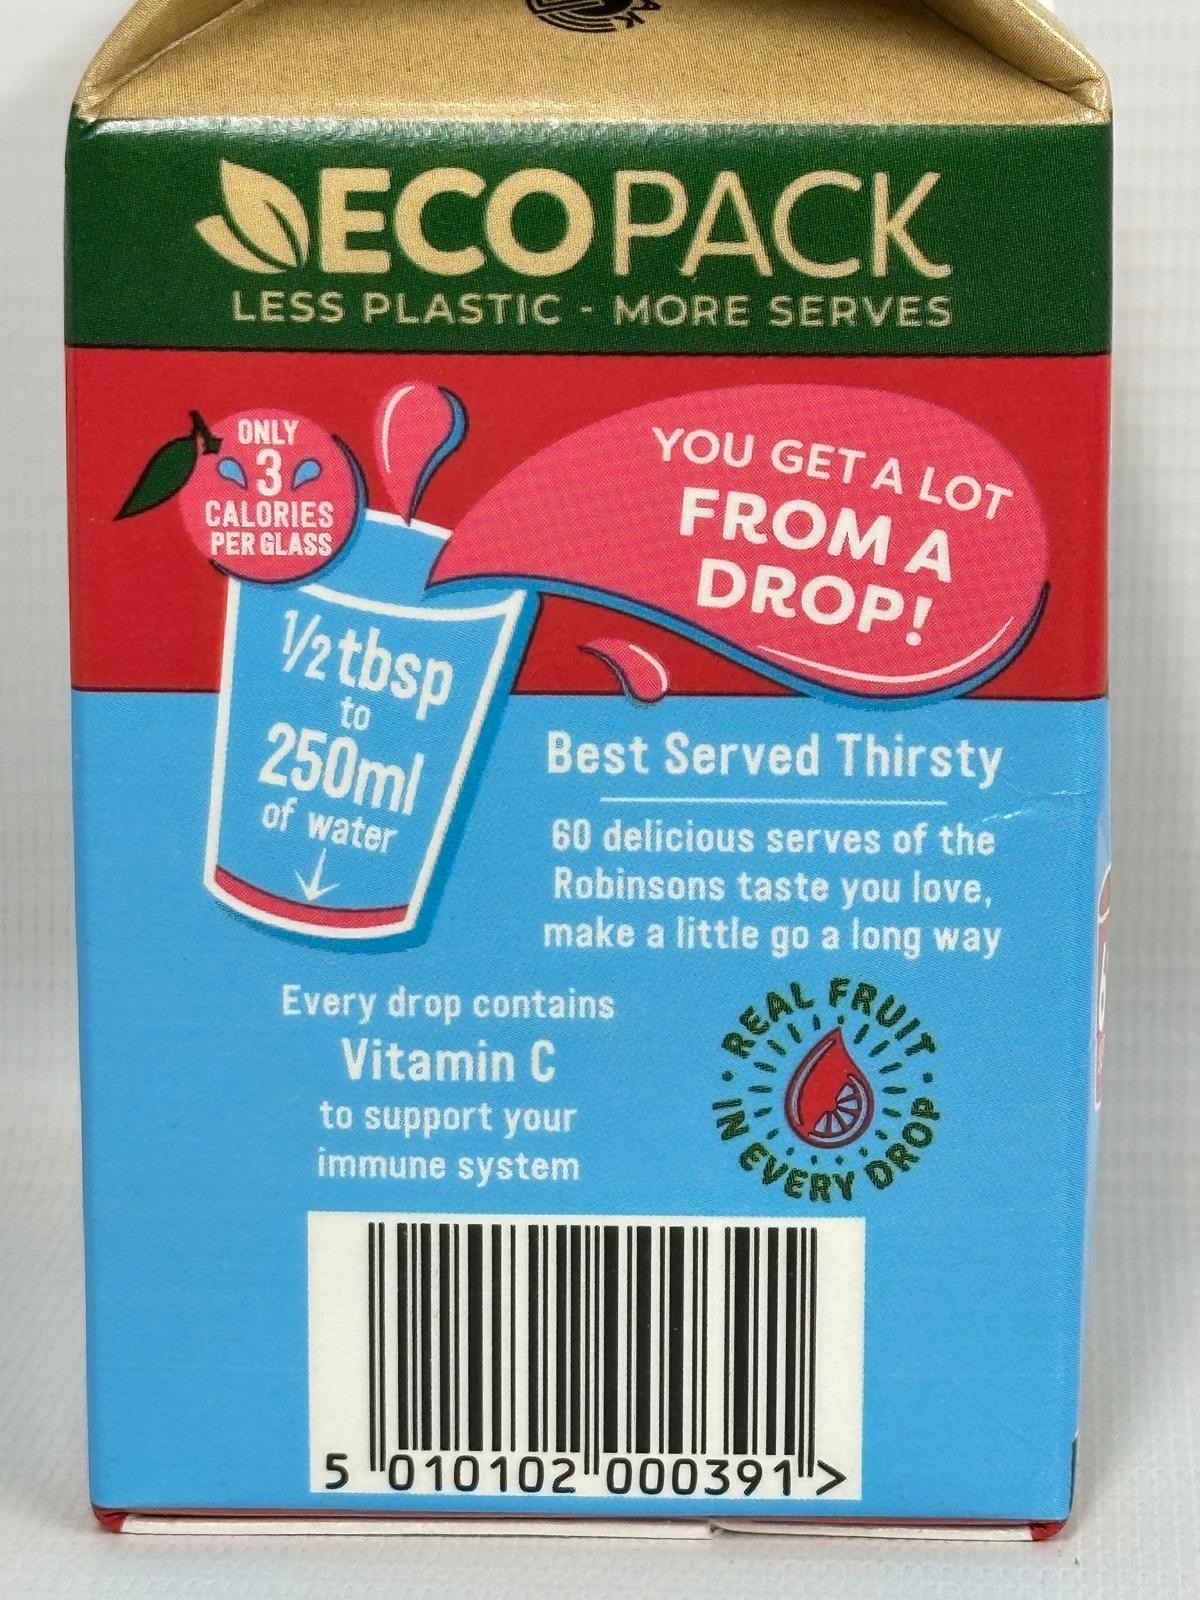 ECOPACK
LESS PLASTIC - MORE SERVES
ONLY
3
CALORIES
PER GLASS
YOU GET A LOT
FROM A
DROP!
1/2 tbsp
to
250ml
of water
Best Served Thirsty
60 delicious serves of the
Robinsons taste you love,
make a little go a long way
Every drop contains
Vitamin C
to support your
immune system
REAL FRUIT
• IN EVERY DROP •
5 010102 000391 >